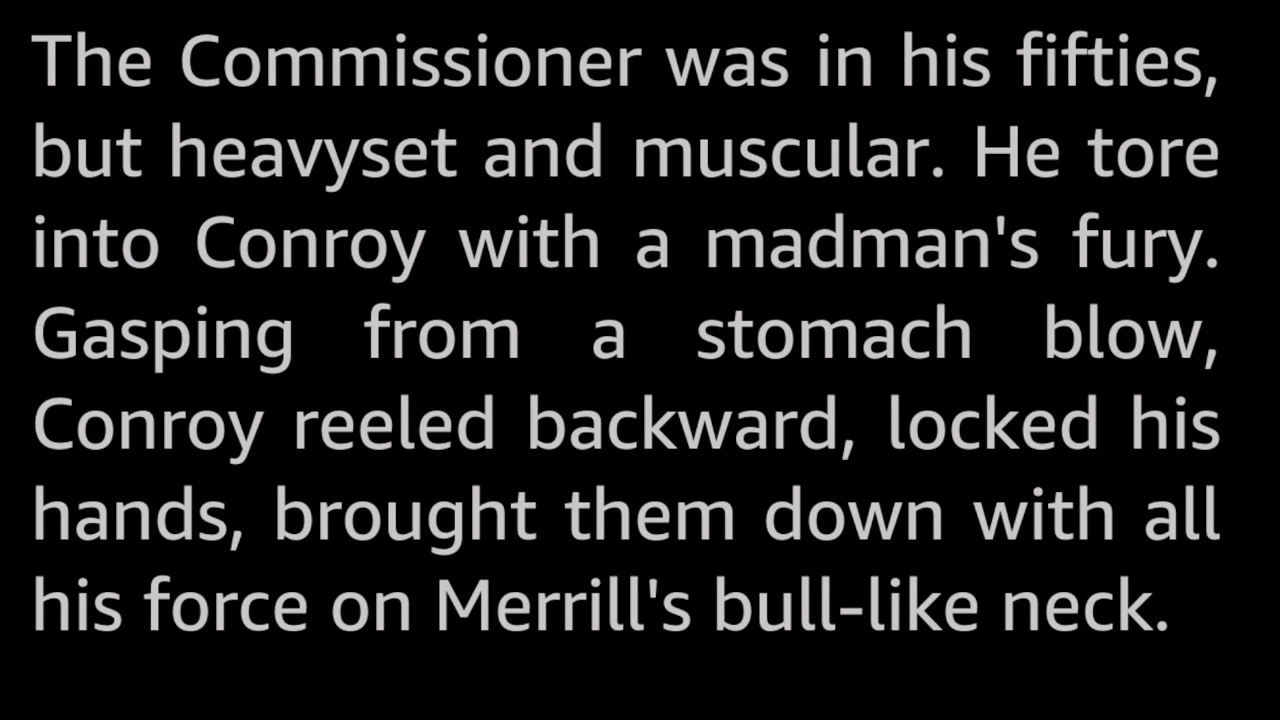 The Commissioner was in his fifties,
but heavyset and muscular. He tore
into Conroy with a madman's fury.
Gasping from a stomach blow,
Conroy reeled backward, locked his
hands, brought them down with all
his force on Merrill's bull-like neck.